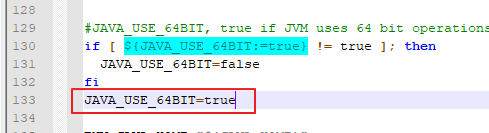 128
129 #JAVA_USE_64BIT, true if JVM uses 64 bit operations
130 if [ ${JAVA_USE_64BIT:=true} != true ]; then
131 JAVA_USE_64BIT=false
132 fi
133 JAVA_USE_64BIT=true
134